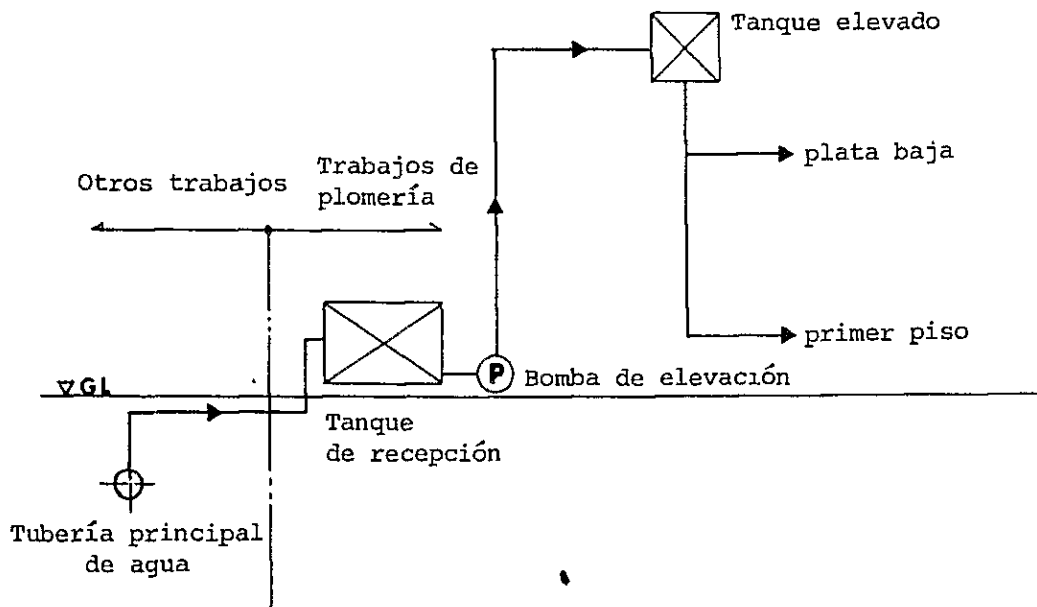 Tanque elevado
plata baja
Otros trabajos
Trabajos de
plomería
primer piso
P
Bomba de elevación
▽GL
Tanque
de recepción
Tubería principal
de agua